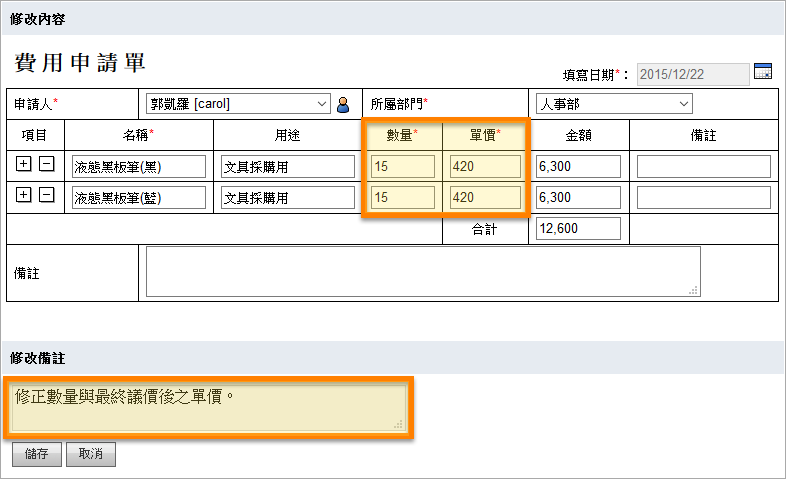 修改內容
費用申請單
填寫日期*： 2015/12/22
申請人* 郭凱羅 [carol] 所屬部門* 人事部
項目 名稱* 用途 數量* 單價* 金額 備註
液態黑板筆(黑) 文具採購用 15 420 6,300
液態黑板筆(藍) 文具採購用 15 420 6,300
合計 12,600
備註
修改備註
修正數量與最終議價後之單價。
儲存 取消